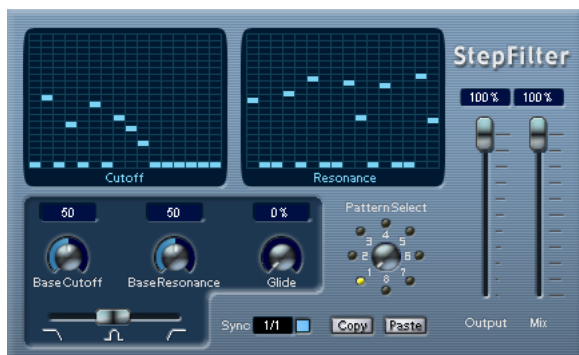 StepFilter
100 % 100 %
Cutoff
Resonance
50
50
0 %
Pattern Select
4
3 5
2 6
1 7
8
Base Cutoff
Base Resonance
Glide
Sync 1/1
Copy
Paste
Output
Mix